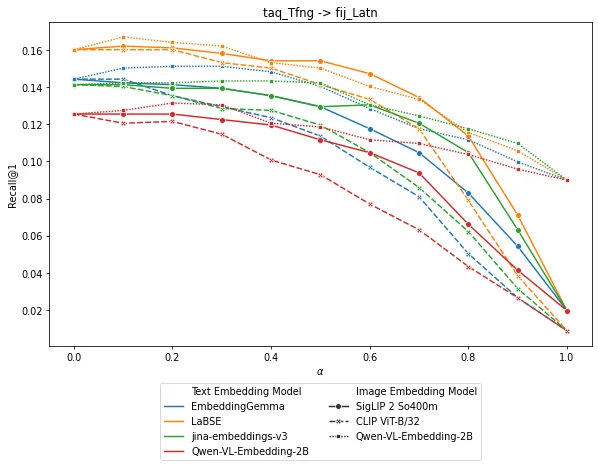 taq_Tfng -> fij_Latn
0.16
0.14
0.12
0.10
0.08
0.06
0.04
0.02
Recall@1
0.0 0.2 0.4 0.6 0.8 1.0
α
Text Embedding Model Image Embedding Model
EmbeddingGemma SigLIP 2 So400m
LaBSE CLIP ViT-B/32
jina-embeddings-v3 Qwen-VL-Embedding-2B
Qwen-VL-Embedding-2B